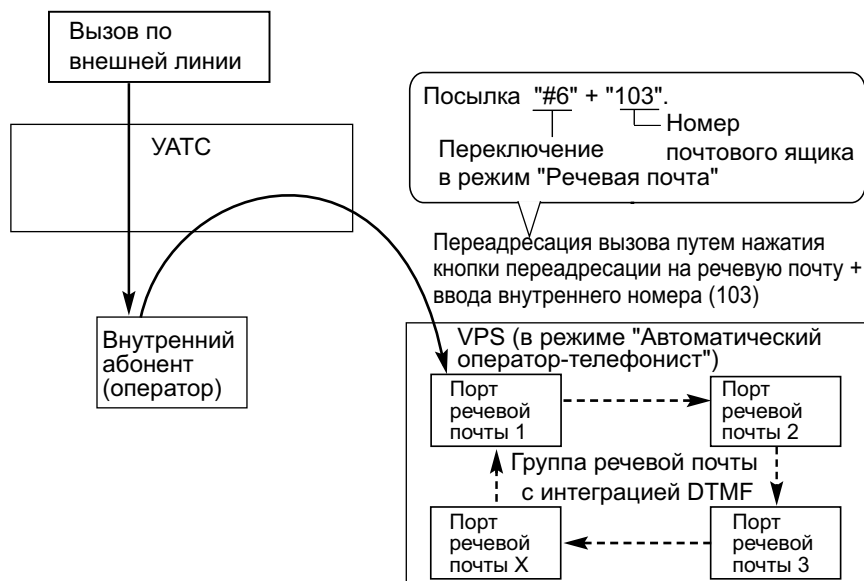 Вызов по
внешней линии
УАТС
Посылка "#6" + "103".
Номер
почтового ящика
Переключение
в режим "Речевая почта"
Переадресация вызова путем нажатия
кнопки переадресации на речевую почту +
ввода внутреннего номера (103)
Внутренний
абонент
(оператор)
VPS (в режиме "Автоматический
оператор-телефонист")
Порт
речевой
почты 1
Порт
речевой
почты 2
Группа речевой почты
с интеграцией DTMF
Порт
речевой
почты X
Порт
речевой
почты 3